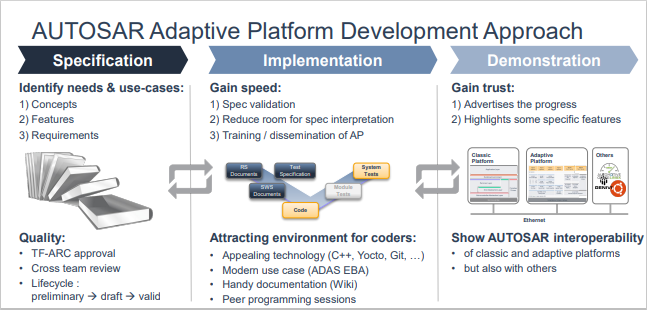 AUTOSAR Adaptive Platform Development Approach
Specification
Identify needs & use-cases:
1) Concepts
2) Features
3) Requirements
Quality:
• TF-ARC approval
• Cross team review
• Lifecycle :
preliminary → draft → valid
Implementation
Gain speed:
1) Spec validation
2) Reduce room for spec interpretation
3) Training / dissemination of AP
RS
Documents
Test
Specification
System
Tests
SWS
Documents
Module
Tests
Code
Attracting environment for coders:
• Appealing technology (C++, Yocto, Git, …)
• Modern use case (ADAS EBA)
• Handy documentation (Wiki)
• Peer programming sessions
Demonstration
Gain trust:
1) Advertises the progress
2) Highlights some specific features
Classic
Platform
Adaptive
Platform
Others
Ethernet
Show AUTOSAR interoperability
• of classic and adaptive platforms
• but also with others